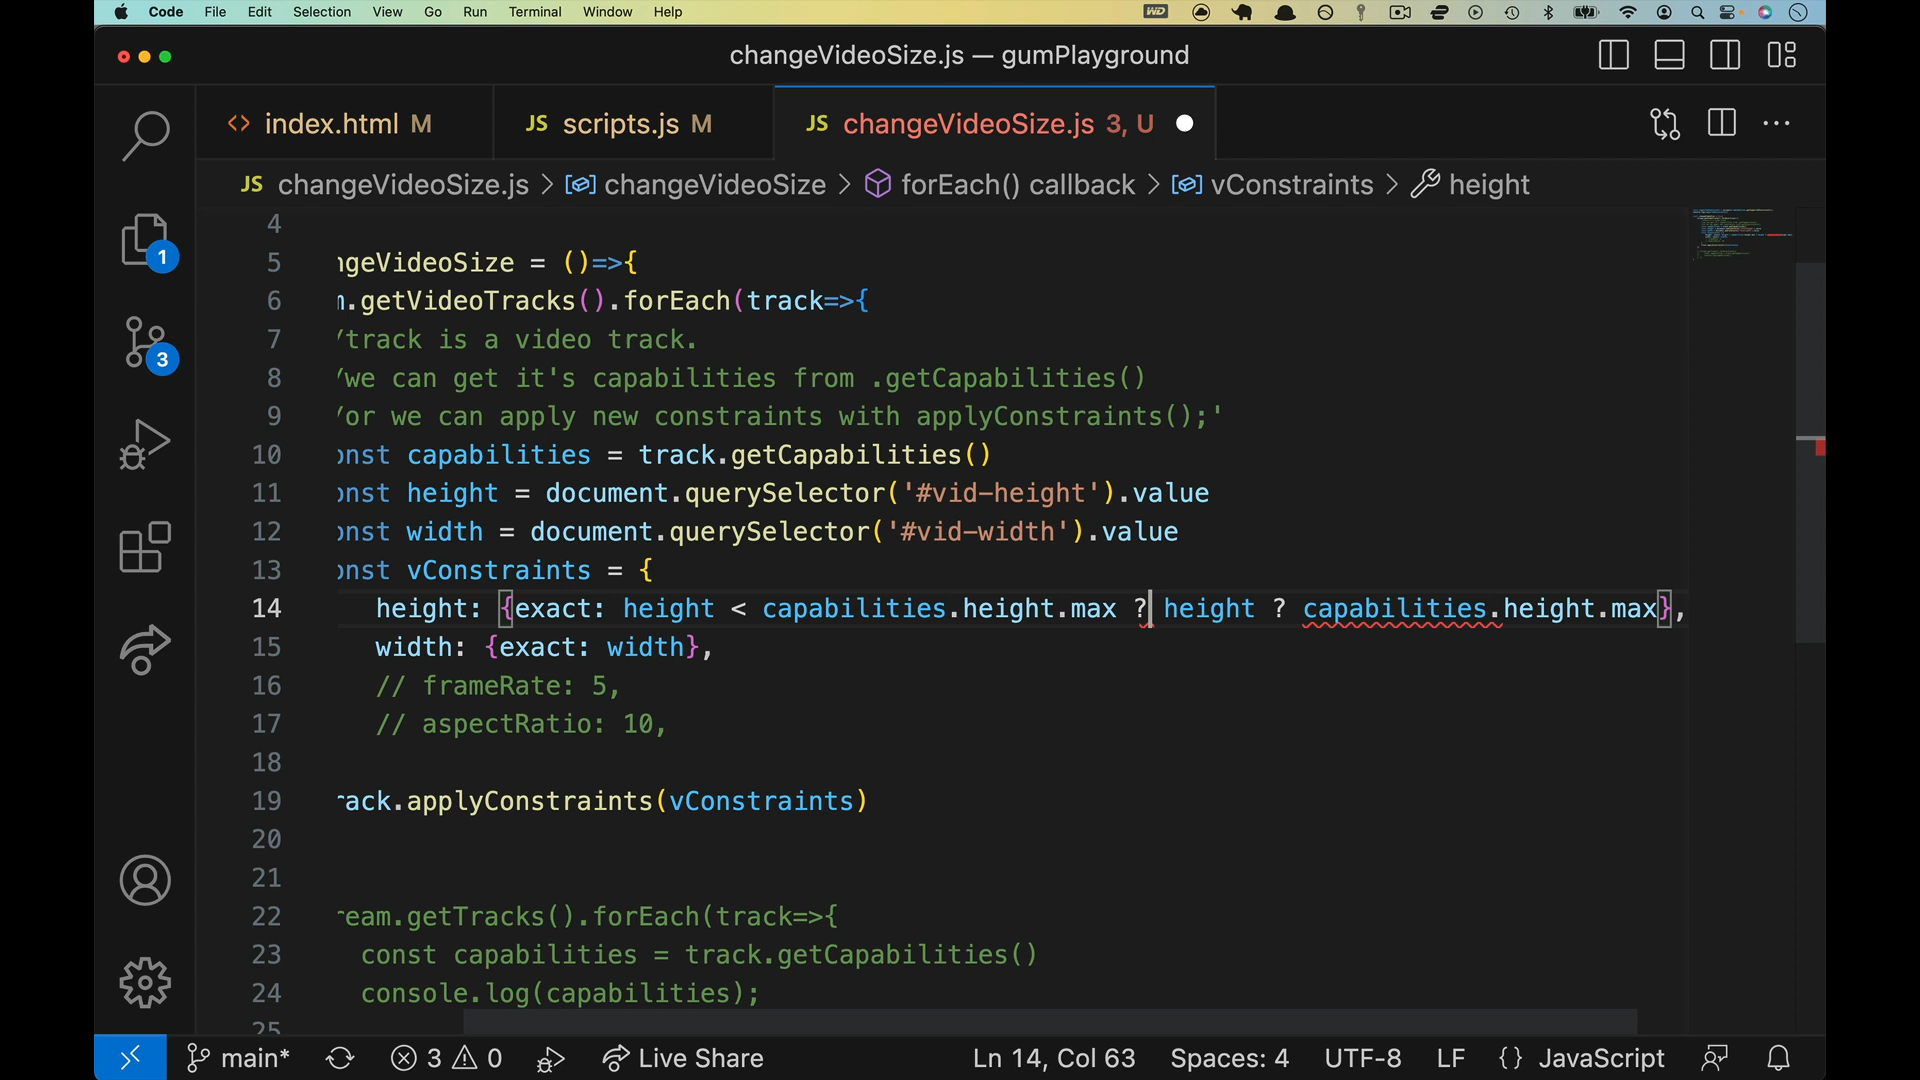 Code File Edit Selection View Go Run Terminal Window Help
WD
changeVideoSize.js — gumPlayground
<> index.html M
JS scripts.js M
JS changeVideoSize.js 3, U
JS changeVideoSize.js > changeVideoSize > forEach() callback > vConstraints > height
4
5 ngeVideoSize = ()=>{
6 m.getVideoTracks().forEach(track=>{
7 /track is a video track.
8 /we can get it's capabilities from .getCapabilities()
9 /or we can apply new constraints with applyConstraints();'
10 onst capabilities = track.getCapabilities()
11 onst height = document.querySelector('#vid-height').value
12 onst width = document.querySelector('#vid-width').value
13 onst vConstraints = {
14 height: {exact: height < capabilities.height.max ? height ? capabilities.height.max},
15 width: {exact: width},
16 // frameRate: 5,
17 // aspectRatio: 10,
18
19 rack.applyConstraints(vConstraints)
20
21
22 ream.getTracks().forEach(track=>{
23 const capabilities = track.getCapabilities()
24 console.log(capabilities);
25
1
3
main* 3 0 Live Share Ln 14, Col 63 Spaces: 4 UTF-8 LF {} JavaScript